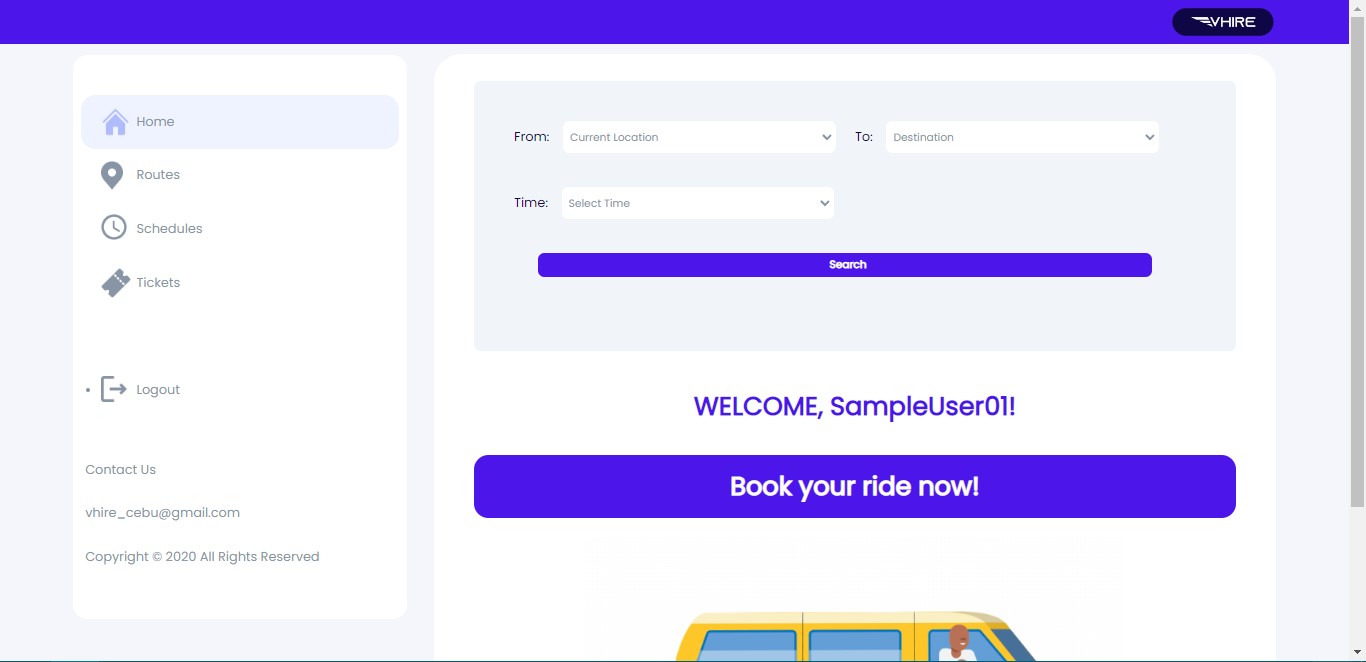 VHIRE
Home
Routes
Schedules
Tickets
Logout
Contact Us
vhire_cebu@gmail.com
Copyright © 2020 All Rights Reserved
From: Current Location To: Destination
Time: Select Time
Search
WELCOME, SampleUser01!
Book your ride now!